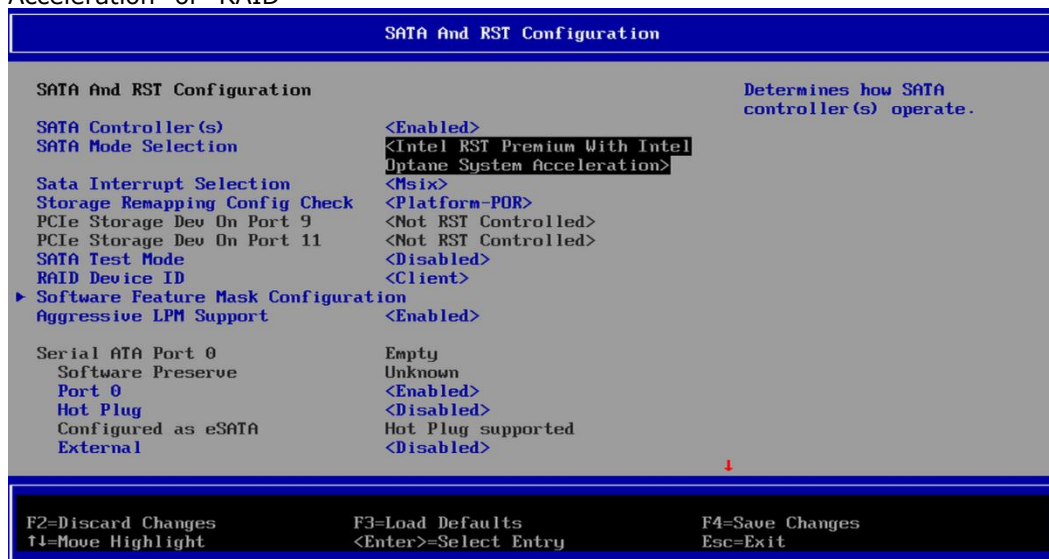 Acceleration" or "RAID"
SATA And RST Configuration
SATA And RST Configuration
Determines how SATA
controller(s) operate.
SATA Controller(s) <Enabled>
SATA Mode Selection <Intel RST Premium With Intel
Optane System Acceleration>
Sata Interrupt Selection <Msix>
Storage Remapping Config Check <Platform-POR>
PCIe Storage Dev On Port 9 <Not RST Controlled>
PCIe Storage Dev On Port 11 <Not RST Controlled>
SATA Test Mode <Disabled>
RAID Device ID <Client>
Software Feature Mask Configuration
Aggressive LPM Support <Enabled>
Serial ATA Port 0 Empty
Software Preserve Unknown
Port 0 <Enabled>
Hot Plug <Disabled>
Configured as eSATA Hot Plug supported
External <Disabled>
F2=Discard Changes F3=Load Defaults F4=Save Changes
↑↓=Move Highlight <Enter>=Select Entry Esc=Exit